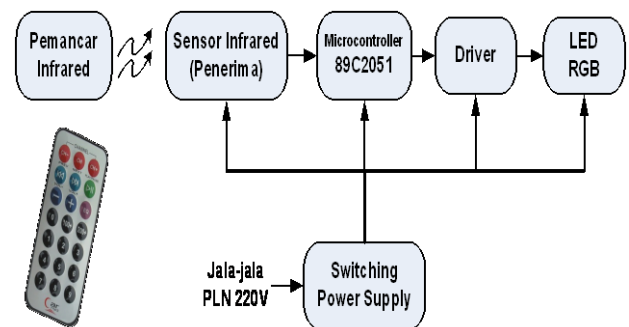 Pemancar
Infrared
Sensor Infrared
(Penerima)
Microcontroller
89C2051
Driver
LED
RGB
Jala-jala
PLN 220V
Switching
Power Supply